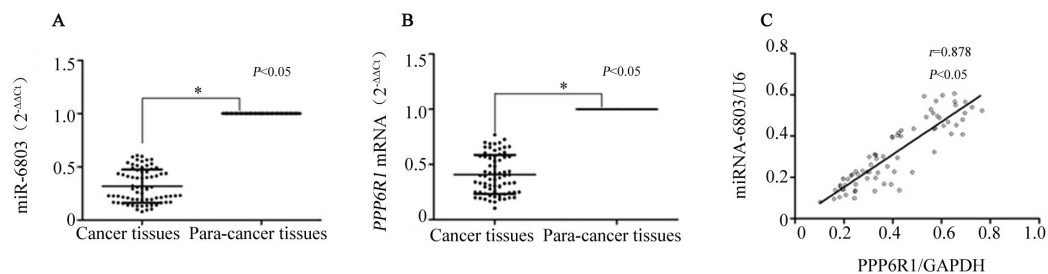 A
miR-6803（2-ΔΔCt）
1.5
1.0
0.5
0
*
P<0.05
Cancer tissues
Para-cancer tissues
B
PPP6R1 mRNA（2-ΔΔCt）
1.5
1.0
0.5
0
*
P<0.05
Cancer tissues
Para-cancer tissues
C
miRNA-6803/U6
0.8
0.6
0.4
0.2
0
r=0.878
P<0.05
0
0.2
0.4
0.6
0.8
1.0
PPP6R1/GAPDH